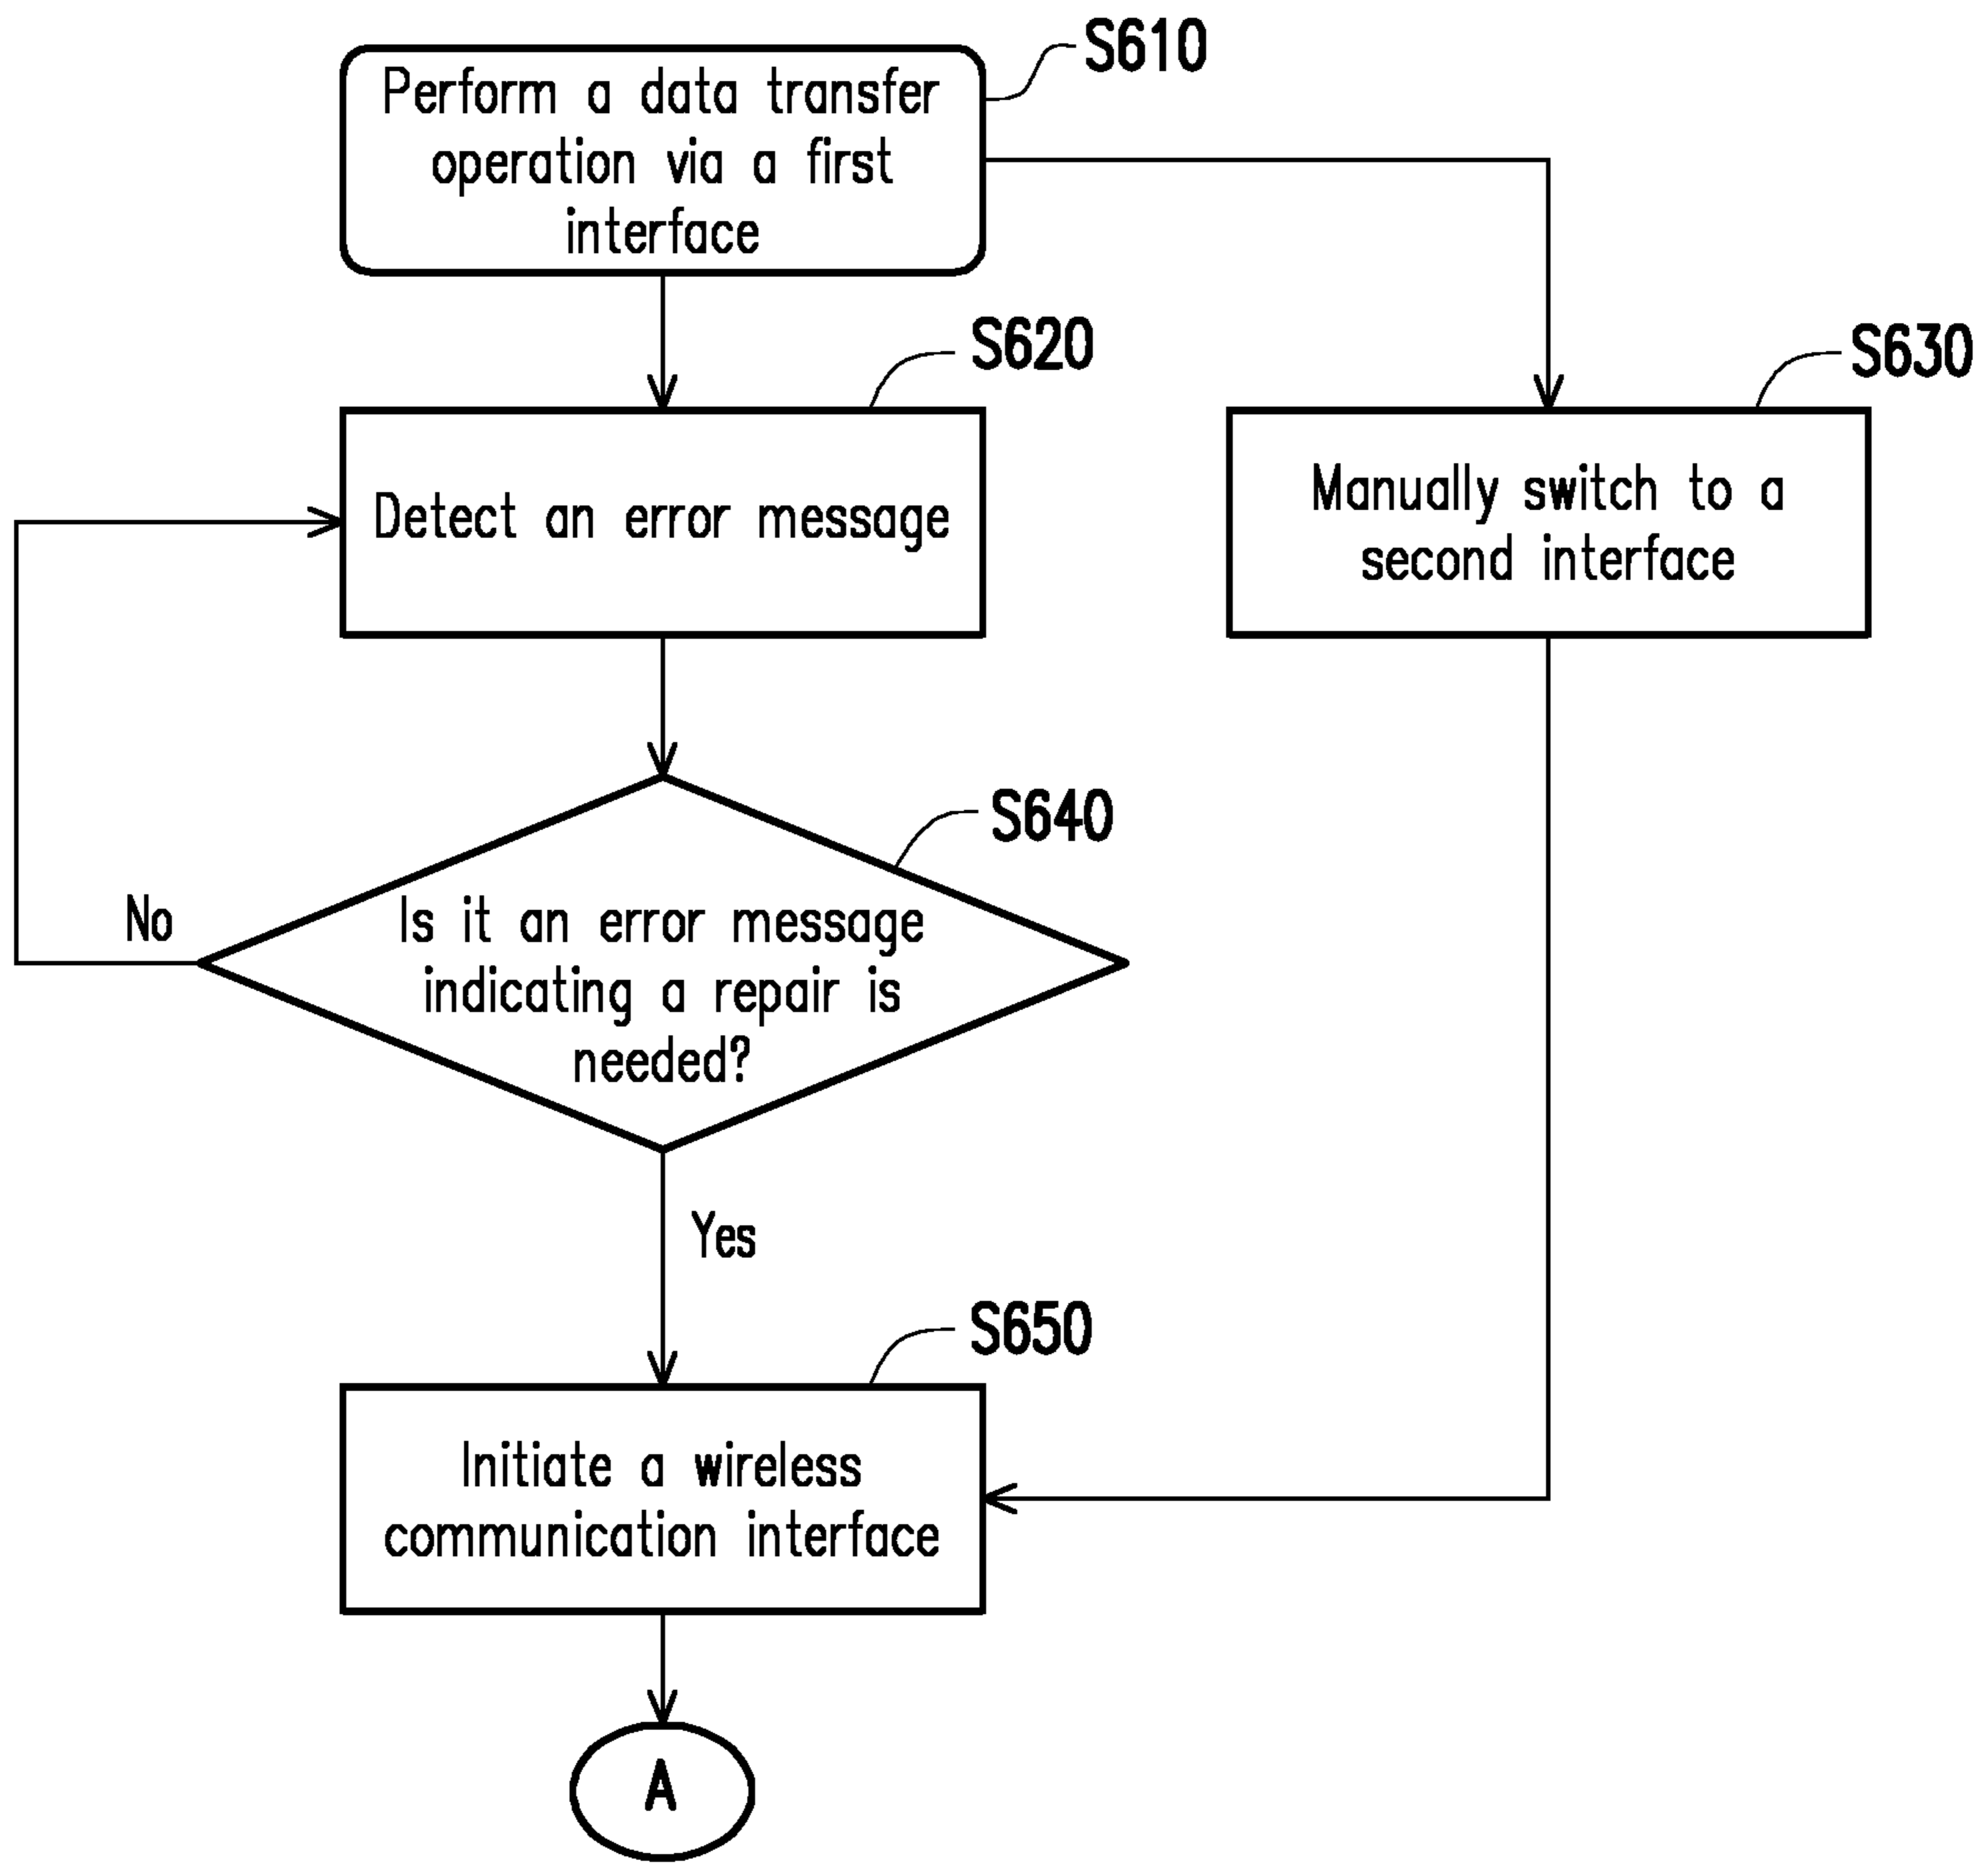 S610
Perform a data transfer
operation via a first
interface
S620
Detect an error message
S630
Manually switch to a
second interface
S640
Is it an error message
indicating a repair is
needed?
No
Yes
S650
Initiate a wireless
communication interface
A